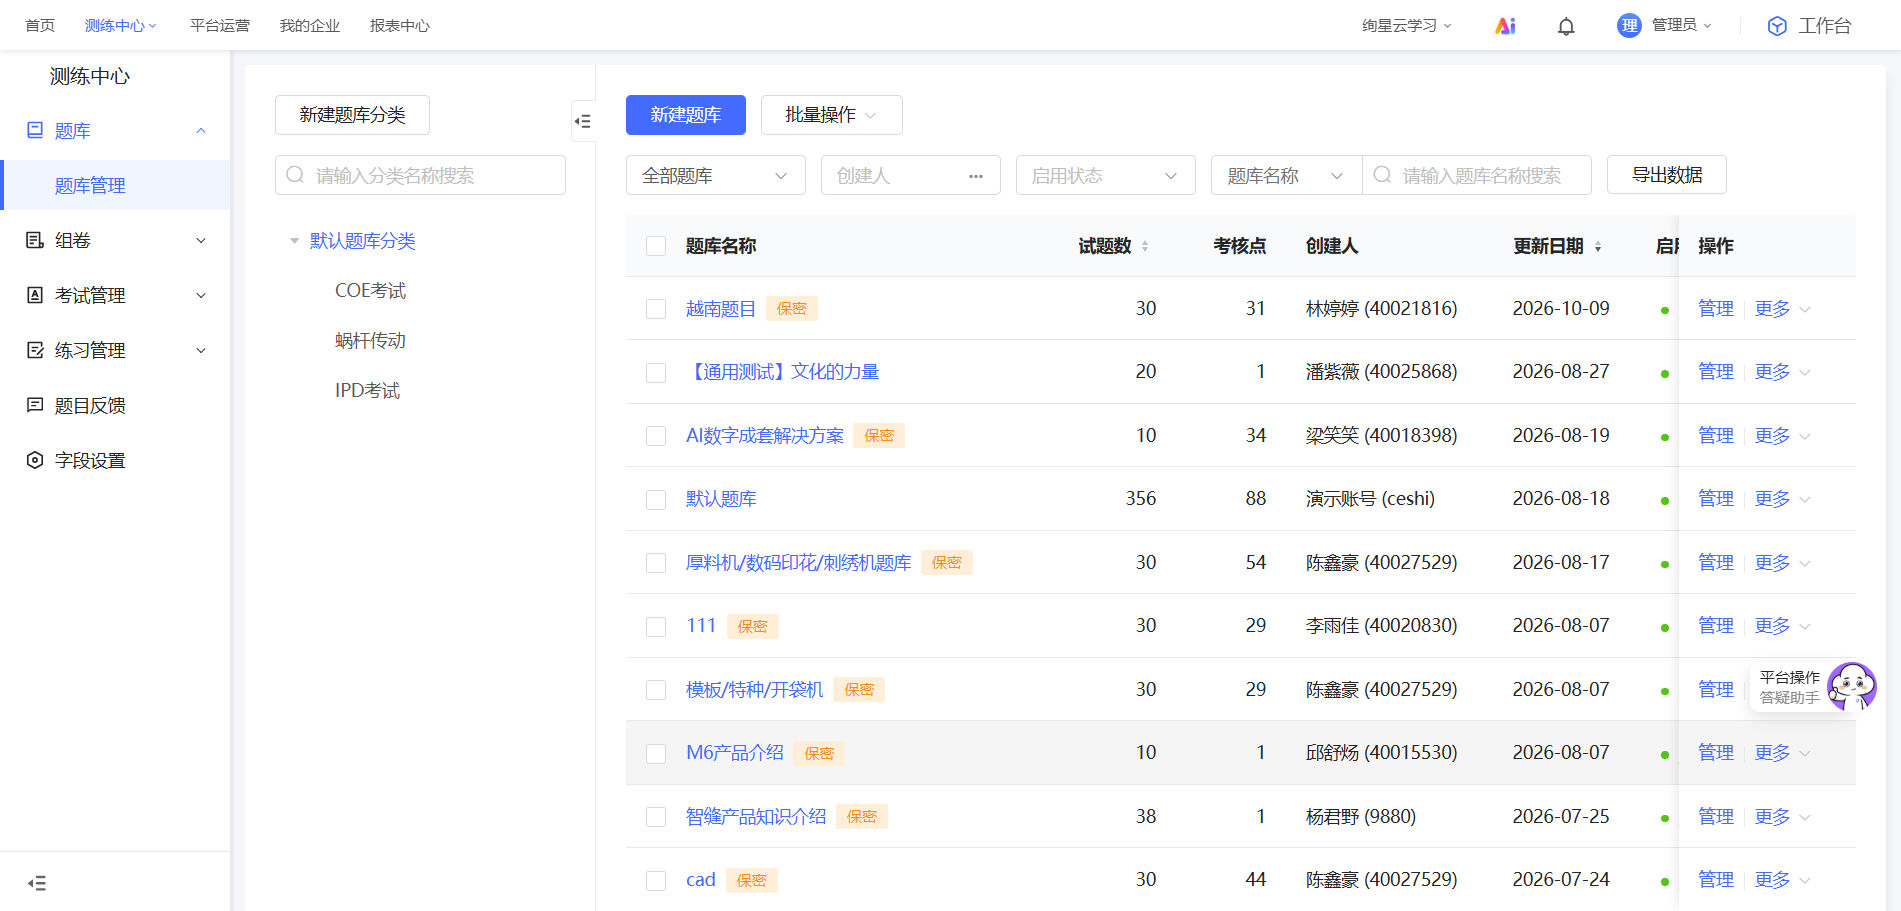 首页 测练中心 平台运营 我的企业 报表中心 绚星云学习 Ai 理 管理员 工作台
测练中心
题库
题库管理
组卷
考试管理
练习管理
题目反馈
字段设置
新建题库分类
请输入分类名称搜索
默认题库分类
COE考试
蜗杆传动
IPD考试
新建题库 批量操作
全部题库 创建人 ••• 启用状态 题库名称 请输入题库名称搜索 导出数据
题库名称 试题数 考核点 创建人 更新日期 启用 操作
越南题目 保密 30 31 林婷婷 (40021816) 2026-10-09 管理 更多
【通用测试】文化的力量 20 1 潘紫薇 (40025868) 2026-08-27 管理 更多
AI数字成套解决方案 保密 10 34 梁笑笑 (40018398) 2026-08-19 管理 更多
默认题库 356 88 演示账号 (ceshi) 2026-08-18 管理 更多
厚料机/数码印花/刺绣机题库 保密 30 54 陈鑫豪 (40027529) 2026-08-17 管理 更多
111 保密 30 29 李雨佳 (40020830) 2026-08-07 管理 更多
模板/特种/开袋机 保密 30 29 陈鑫豪 (40027529) 2026-08-07 管理
平台操作
答疑助手
M6产品介绍 保密 10 1 邱舒炀 (40015530) 2026-08-07 管理 更多
智缝产品知识介绍 保密 38 1 杨君野 (9880) 2026-07-25 管理 更多
cad 保密 30 44 陈鑫豪 (40027529) 2026-07-24 管理 更多